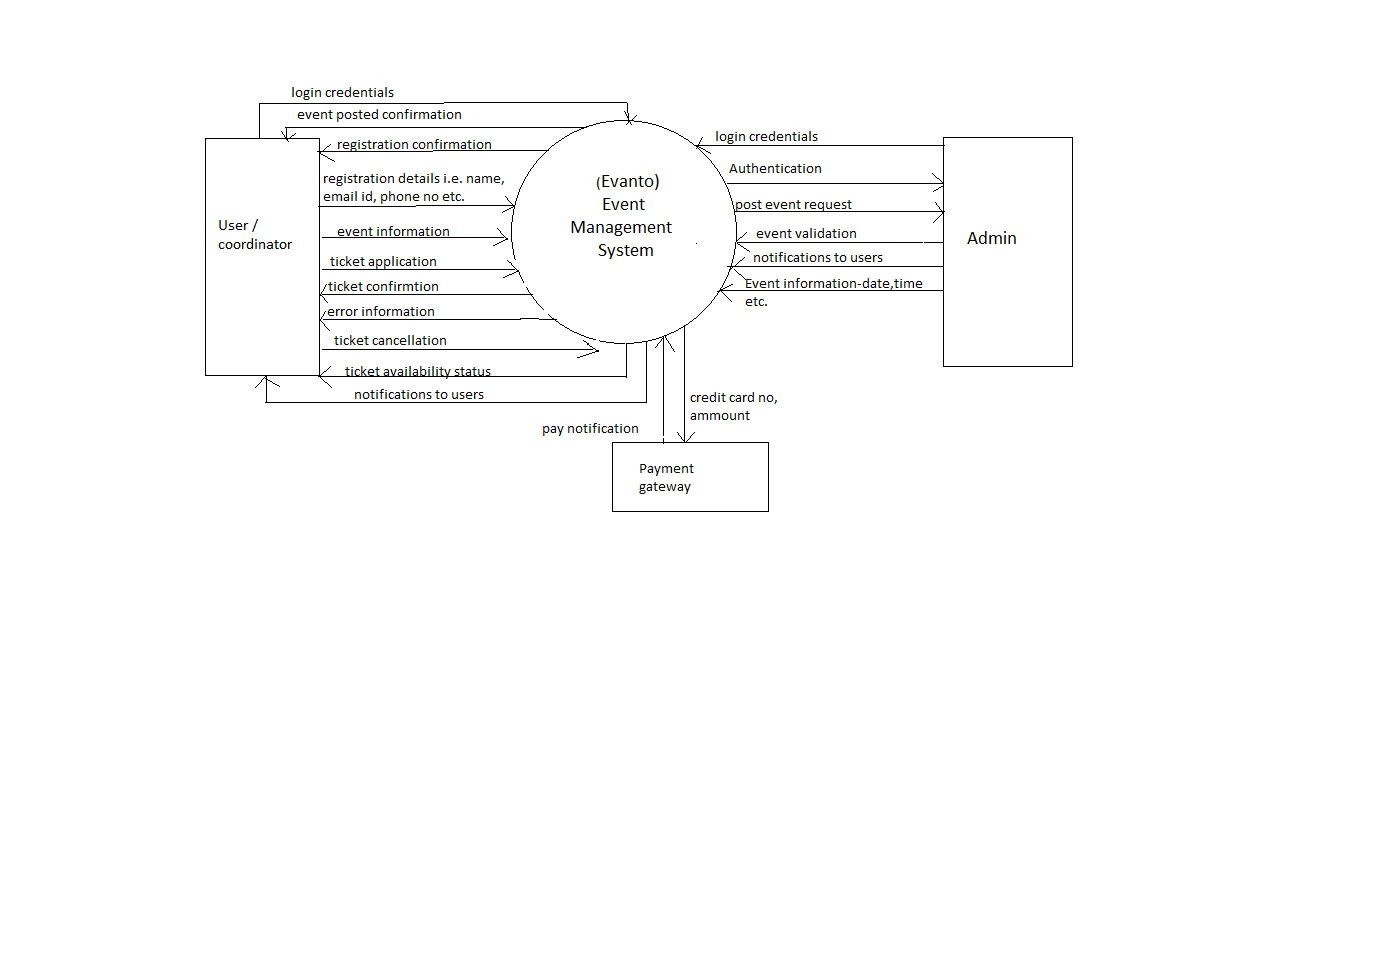 login credentials
event posted confirmation
registration confirmation
registration details i.e. name,
email id, phone no etc.
User /
coordinator
event information
ticket application
ticket confirmtion
error information
ticket cancellation
ticket availability status
notifications to users
(Evanto)
Event
Management
System
login credentials
Authentication
post event request
event validation
notifications to users
Event information-date,time
etc.
Admin
credit card no,
ammount
pay notification
Payment
gateway